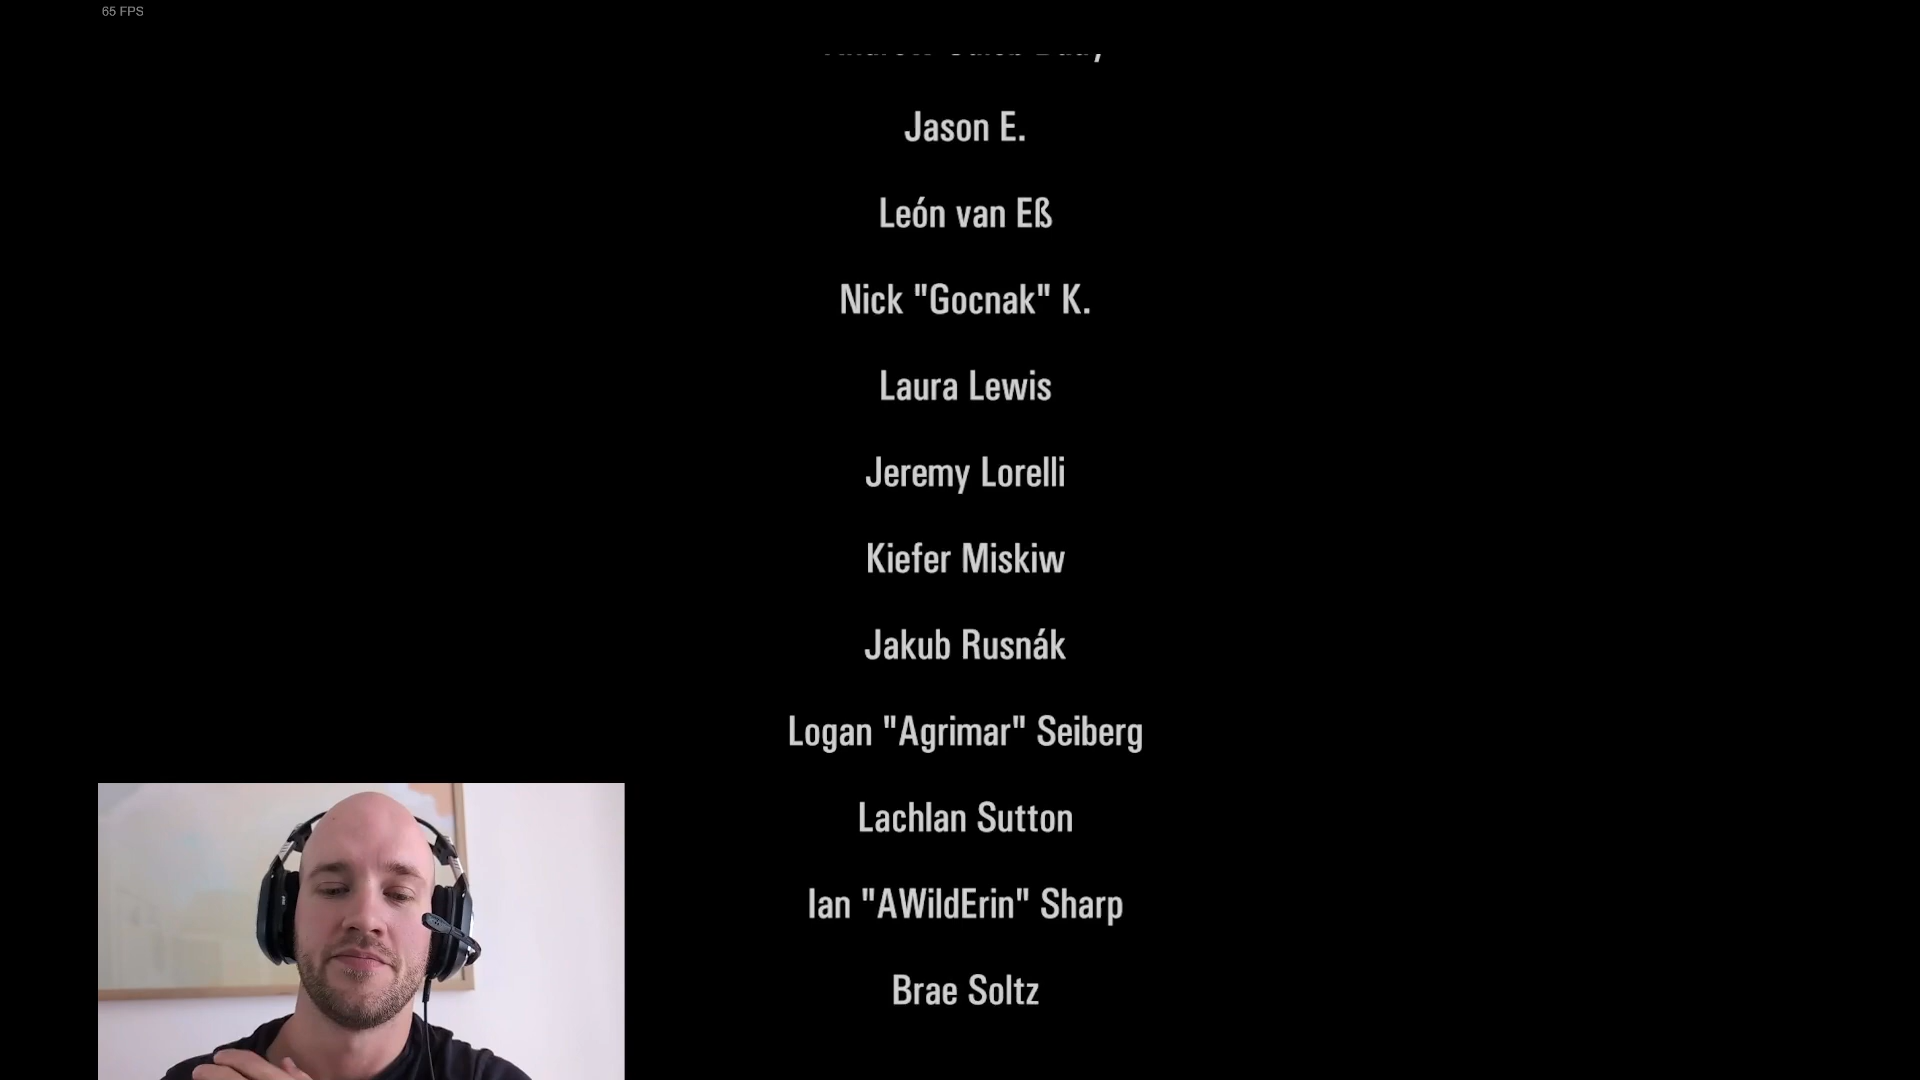 65 FPS
Jason E.
León van Eß
Nick "Gocnak" K.
Laura Lewis
Jeremy Lorelli
Kiefer Miskiw
Jakub Rusnák
Logan "Agrimar" Seiberg
Lachlan Sutton
Ian "AWildErin" Sharp
Brae Soltz